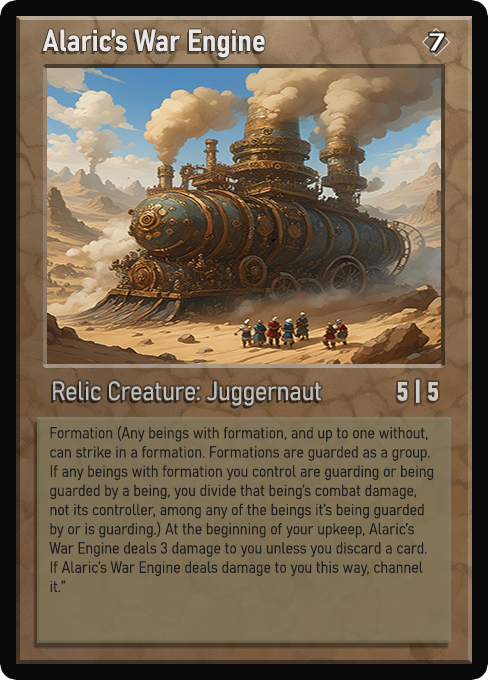 Alaric's War Engine
7
Relic Creature: Juggernaut
5|5
Formation (Any beings with formation, and up to one without,
can strike in a formation. Formations are guarded as a group.
If any beings with formation you control are guarding or being
guarded by a being, you divide that being's combat damage,
not its controller, among any of the beings it's being guarded
by or is guarding.) At the beginning of your upkeep, Alaric's
War Engine deals 3 damage to you unless you discard a card.
If Alaric's War Engine deals damage to you this way, channel
it."